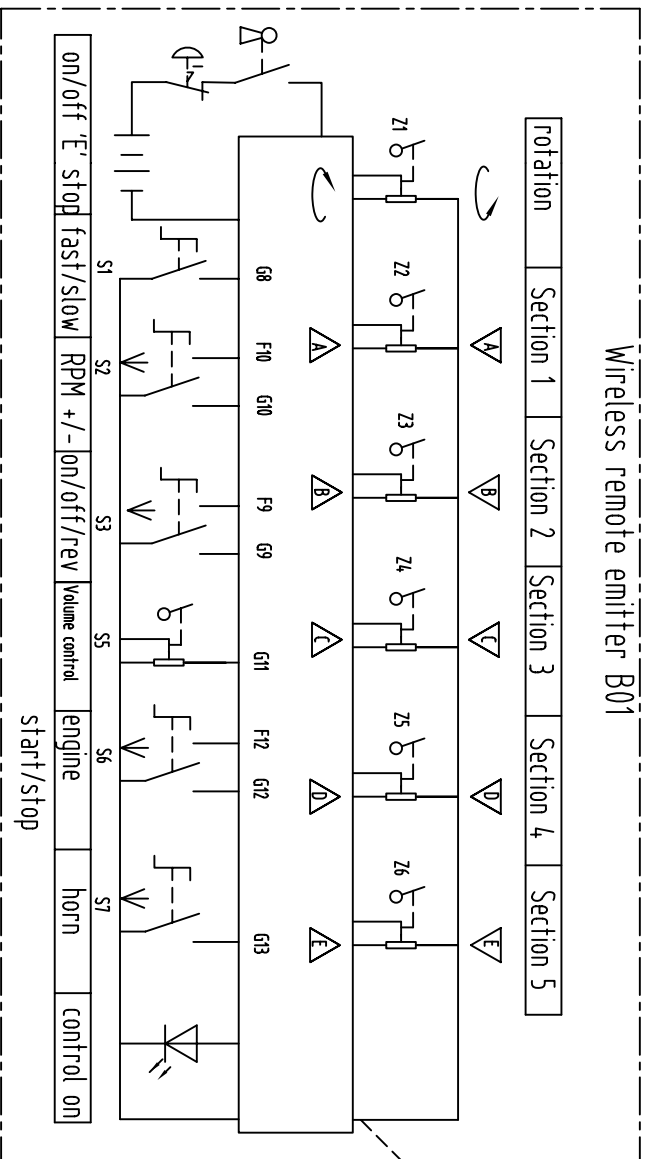 Wireless remote emitter B01
rotation
Section 1
Section 2
Section 3
Section 4
Section 5
A
B
C
D
E
Z1
Z2
Z3
Z4
Z5
Z6
A
B
C
D
E
G8
F10
G10
F9
G9
G11
F12
G12
G13
S1
S2
S3
S5
S6
S7
on/off 'E' stop
fast/slow
RPM +/-
on/off/rev
Volume control
engine
start/stop
horn
control on